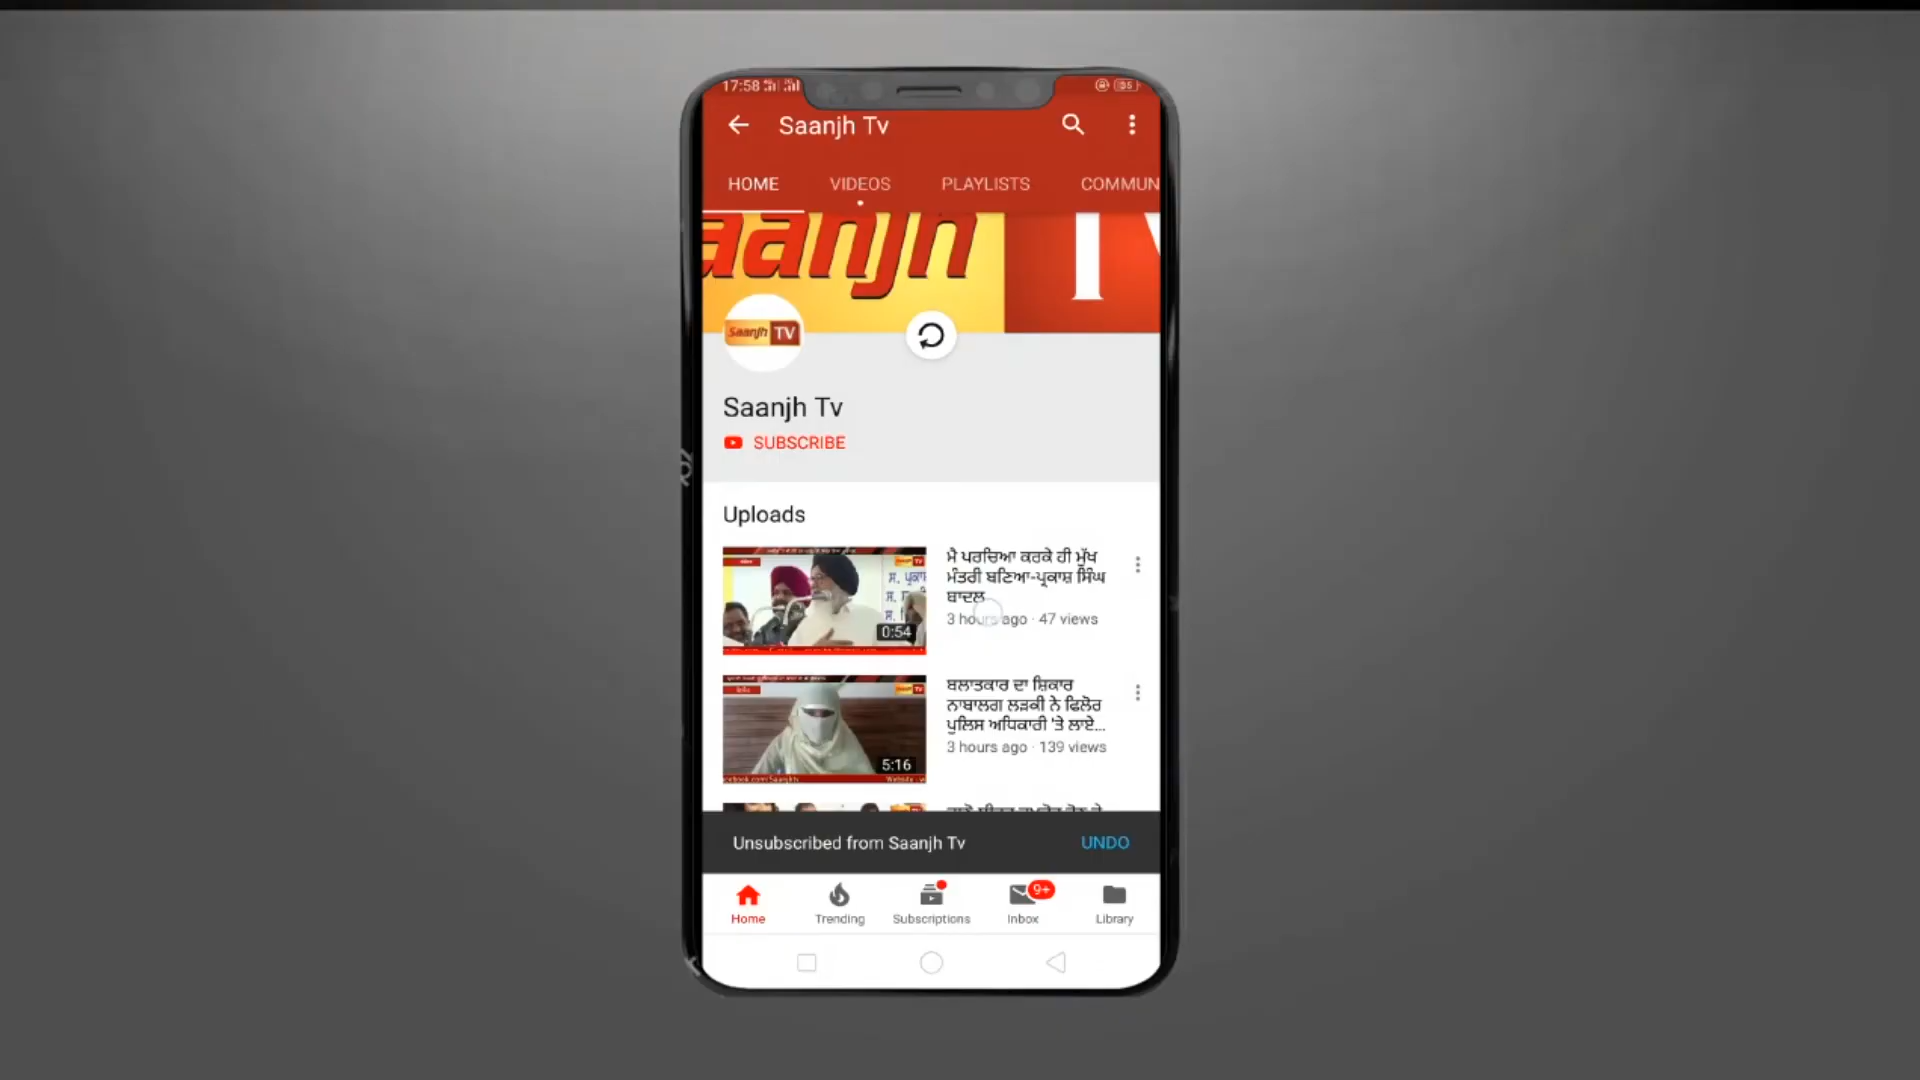 17:58
Saanjh Tv
HOME VIDEOS PLAYLISTS COMMUN
aanjh T
Saanjh TV
Saanjh Tv
SUBSCRIBE
Uploads
ਮੈ ਪਰਚਿਆ ਕਰਕੇ ਹੀ ਮੁੱਖ
ਮੰਤਰੀ ਬਣਿਆ-ਪ੍ਰਕਾਸ਼ ਸਿੰਘ
ਬਾਦਲ
3 hours ago · 47 views
0:54
ਬਲਾਤਕਾਰ ਦਾ ਸ਼ਿਕਾਰ
ਨਾਬਾਲਗ ਲੜਕੀ ਨੇ ਫਿਲੋਰ
ਪੁਲਿਸ ਅਧਿਕਾਰੀ 'ਤੇ ਲਾਏ...
3 hours ago · 139 views
5:16
Unsubscribed from Saanjh Tv UNDO
9+
Home Trending Subscriptions Inbox Library